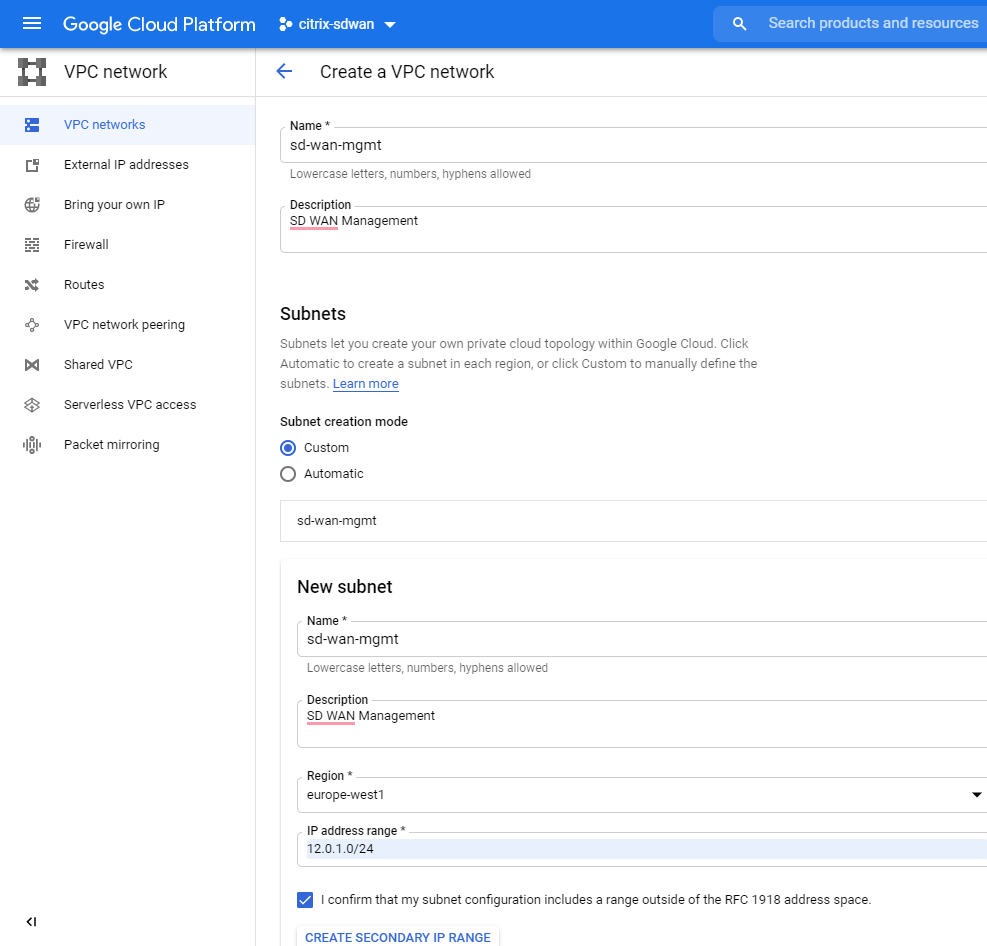 Google Cloud Platform
citrix-sdwan
Search products and resources
VPC network
Create a VPC network
VPC networks
External IP addresses
Bring your own IP
Firewall
Routes
VPC network peering
Shared VPC
Serverless VPC access
Packet mirroring
Name *
sd-wan-mgmt
Lowercase letters, numbers, hyphens allowed
Description
SD WAN Management
Subnets
Subnets let you create your own private cloud topology within Google Cloud. Click
Automatic to create a subnet in each region, or click Custom to manually define the
subnets. Learn more
Subnet creation mode
Custom
Automatic
sd-wan-mgmt
New subnet
Name *
sd-wan-mgmt
Lowercase letters, numbers, hyphens allowed
Description
SD WAN Management
Region *
europe-west1
IP address range *
12.0.1.0/24
I confirm that my subnet configuration includes a range outside of the RFC 1918 address space.
CREATE SECONDARY IP RANGE